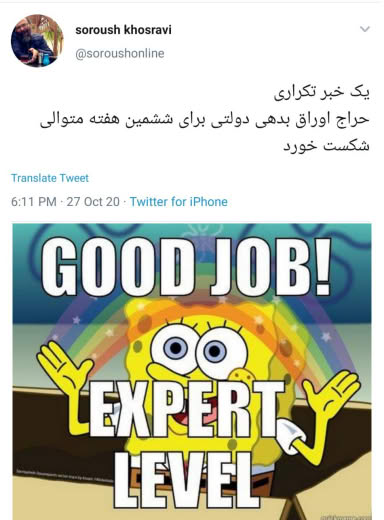 soroush khosravi
@soroushonline
یک خبر تکراری
حراج اوراق بدهی دولتی برای ششمین هفته متوالی
شکست خورد
Translate Tweet
6:11 PM · 27 Oct 20 · Twitter for iPhone
GOOD JOB!
EXPERT
LEVEL